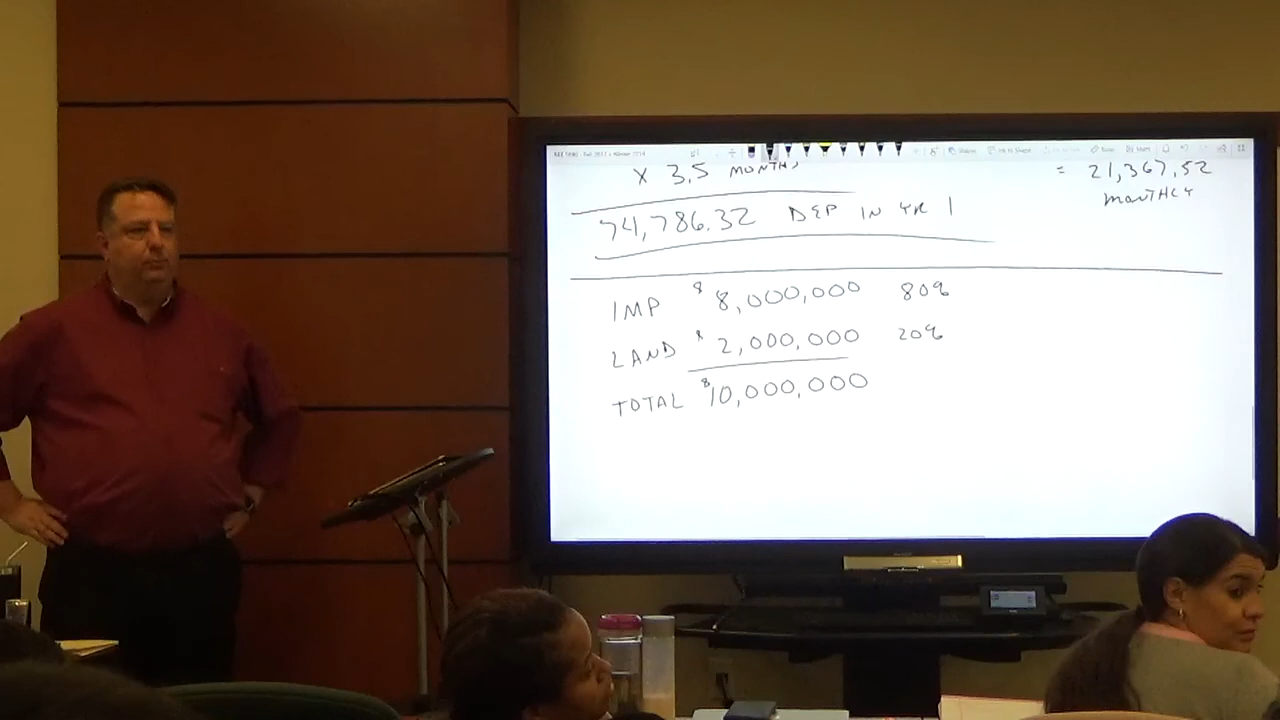 X 3.5 MONTHS = 21,367.52
MONTHLY
74,786.32 DEP IN YR 1
IMP $ 8,000,000 80%
LAND $ 2,000,000 20%
TOTAL $10,000,000